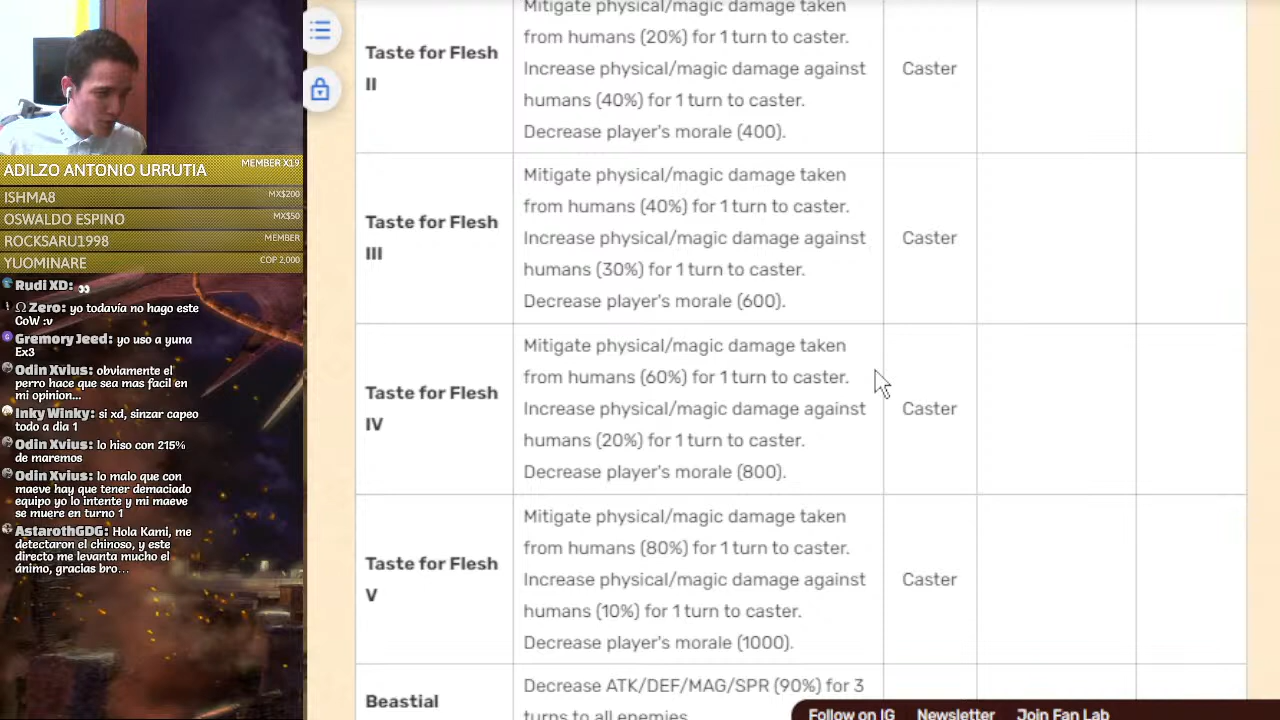 ADILZO ANTONIO URRUTIA MEMBER X19
ISHMA8 MX$200
OSWALDO ESPINO MX$50
ROCKSARU1998 MEMBER
YUOMINARE COP 2,000
Rudi XD: 👀
Ω Zero: yo todavía no hago este
CoW :v
Gremory Jeed: yo uso a yuna
Ex3
Odin Xvius: obviamente el
perro hace que sea mas facil en
mi opinion...
Inky Winky: si xd, sinzar capeo
todo a dia 1
Odin Xvius: lo hiso con 215%
de maremos
Odin Xvius: lo malo que con
maeve hay que tener demaciado
equipo yo lo intente y mi maeve
se muere en turno 1
AstarothGDG: Hola Kami, me
detectaron el chinoso, y este
directo me levanta mucho el
ánimo, gracias bro...
Taste for Flesh
II
Mitigate physical/magic damage taken
from humans (20%) for 1 turn to caster.
Increase physical/magic damage against
humans (40%) for 1 turn to caster.
Decrease player's morale (400).
Caster
Taste for Flesh
III
Mitigate physical/magic damage taken
from humans (40%) for 1 turn to caster.
Increase physical/magic damage against
humans (30%) for 1 turn to caster.
Decrease player's morale (600).
Caster
Taste for Flesh
IV
Mitigate physical/magic damage taken
from humans (60%) for 1 turn to caster.
Increase physical/magic damage against
humans (20%) for 1 turn to caster.
Decrease player's morale (800).
Caster
Taste for Flesh
V
Mitigate physical/magic damage taken
from humans (80%) for 1 turn to caster.
Increase physical/magic damage against
humans (10%) for 1 turn to caster.
Decrease player's morale (1000).
Caster
Beastial
Decrease ATK/DEF/MAG/SPR (90%) for 3
turns to all enemies
Follow on IG Newsletter Join Fan Lab